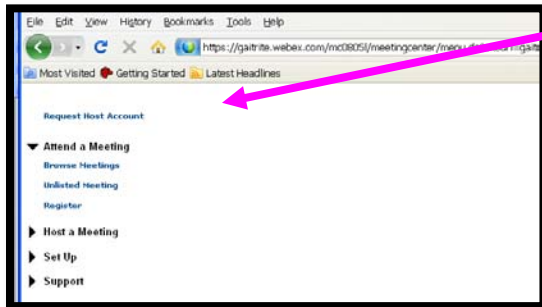 File Edit View History Bookmarks Tools Help
https://gaitrite.webex.com/mc0805l/meetingcenter/
Most Visited Getting Started Latest Headlines
Request Host Account
Attend a Meeting
Browse Meetings
Unlisted Meeting
Register
Host a Meeting
Set Up
Support